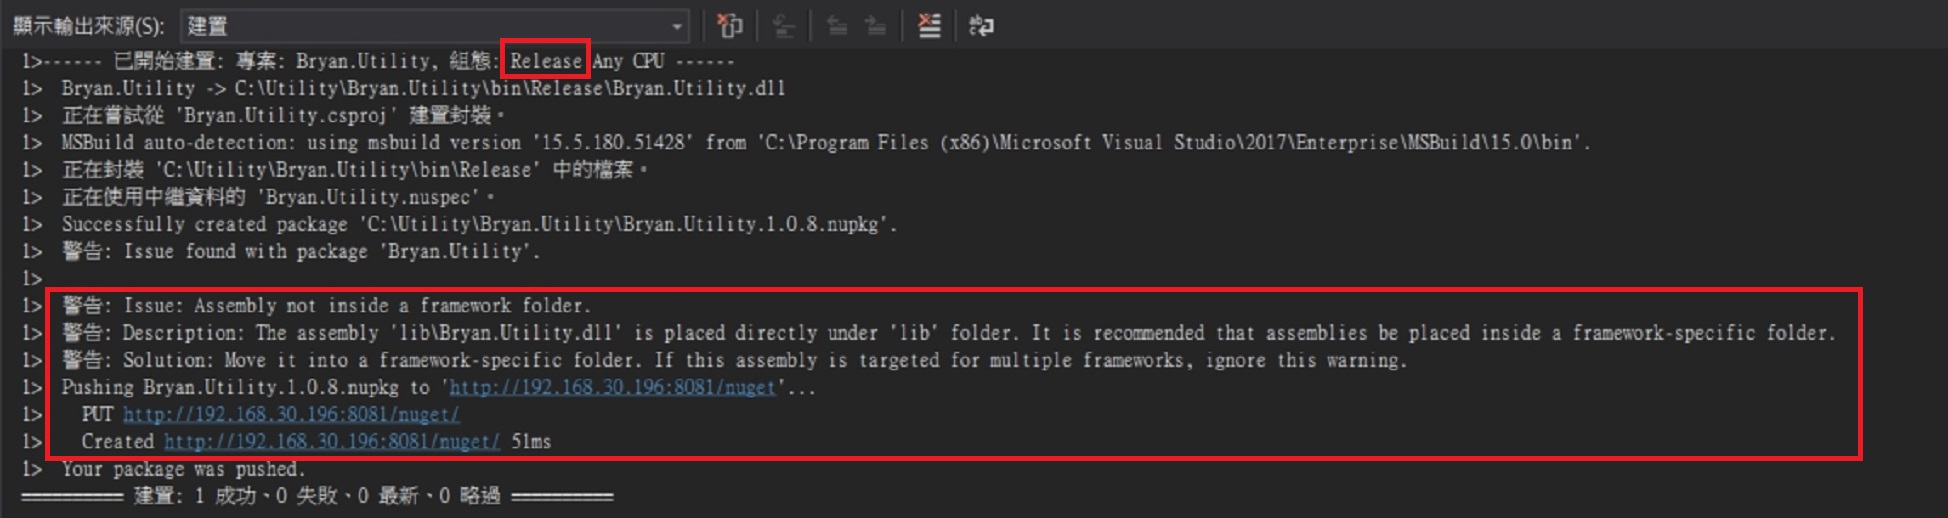 顯示輸出來源(S): 建置
1>------ 已開始建置: 專案: Bryan.Utility, 組態: Release Any CPU ------
1>  Bryan.Utility -> C:\Utility\Bryan.Utility\bin\Release\Bryan.Utility.dll
1>  正在嘗試從 'Bryan.Utility.csproj' 建置封裝。
1>  MSBuild auto-detection: using msbuild version '15.5.180.51428' from 'C:\Program Files (x86)\Microsoft Visual Studio\2017\Enterprise\MSBuild\15.0\bin'.
1>  正在封裝 'C:\Utility\Bryan.Utility\bin\Release' 中的檔案。
1>  正在使用中繼資料的 'Bryan.Utility.nuspec'。
1>  Successfully created package 'C:\Utility\Bryan.Utility\Bryan.Utility.1.0.8.nupkg'.
1>  警告: Issue found with package 'Bryan.Utility'.
1>
1>  警告: Issue: Assembly not inside a framework folder.
1>  警告: Description: The assembly 'lib\Bryan.Utility.dll' is placed directly under 'lib' folder. It is recommended that assemblies be placed inside a framework-specific folder.
1>  警告: Solution: Move it into a framework-specific folder. If this assembly is targeted for multiple frameworks, ignore this warning.
1>  Pushing Bryan.Utility.1.0.8.nupkg to 'http://192.168.30.196:8081/nuget'...
1>    PUT http://192.168.30.196:8081/nuget/
1>    Created http://192.168.30.196:8081/nuget/ 51ms
1>  Your package was pushed.
========== 建置: 1 成功、0 失敗、0 最新、0 略過 ==========